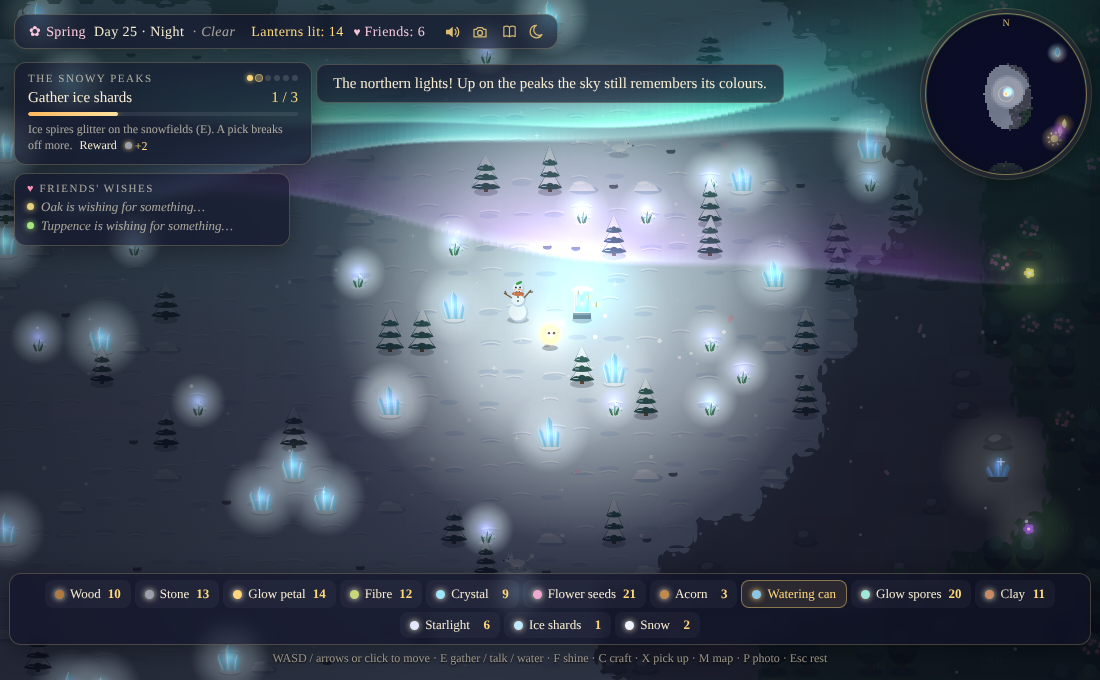 ✿ Spring Day 25 · Night · Clear Lanterns lit: 14 ♥ Friends: 6
N
THE SNOWY PEAKS
Gather ice shards 1 / 3
Ice spires glitter on the snowfields (E). A pick breaks
off more. Reward +2
The northern lights! Up on the peaks the sky still remembers its colours.
♥ FRIENDS' WISHES
Oak is wishing for something…
Tuppence is wishing for something…
Wood 10 Stone 13 Glow petal 14 Fibre 12 Crystal 9 Flower seeds 21 Acorn 3 Watering can Glow spores 20 Clay 11
Starlight 6 Ice shards 1 Snow 2
WASD / arrows or click to move · E gather / talk / water · F shine · C craft · X pick up · M map · P photo · Esc rest